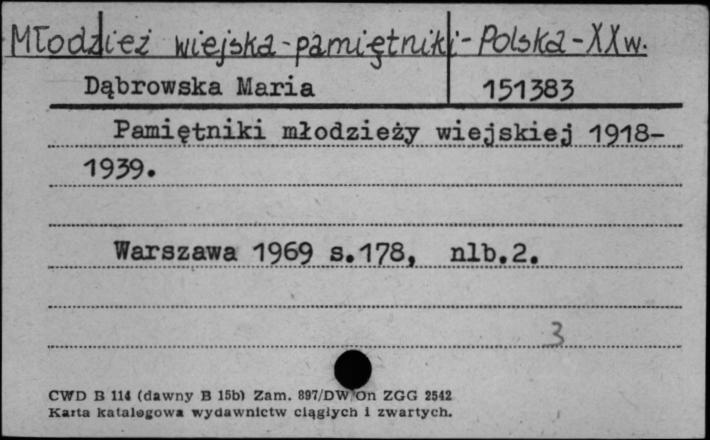 Młodzież wiejska - pamiętniki - Polska - XX w.
Dąbrowska Maria 151383
Pamiętniki młodzieży wiejskiej 1918-
1939.
Warszawa 1969 s.178, nlb.2.
3
CWD B 114 (dawny B 15b) Zam. 897/DW/On ZGG 2542
Karta katalogowa wydawnictw ciągłych i zwartych.